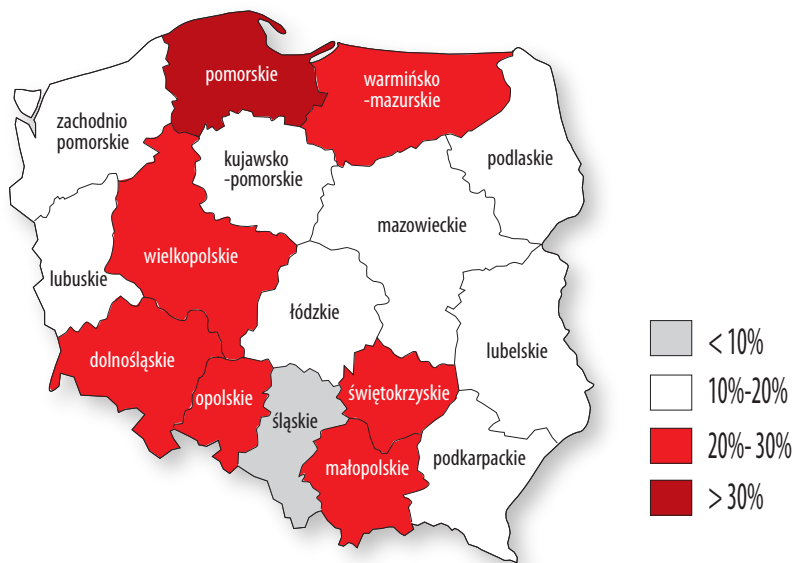 pomorskie
warmińsko
-mazurskie
zachodnio
pomorskie
kujawsko
-pomorskie
podlaskie
mazowieckie
wielkopolskie
lubuskie
łódzkie
dolnośląskie
lubelskie
opolskie
świętokrzyskie
śląskie
małopolskie
podkarpackie
< 10%
10%-20%
20%- 30%
> 30%